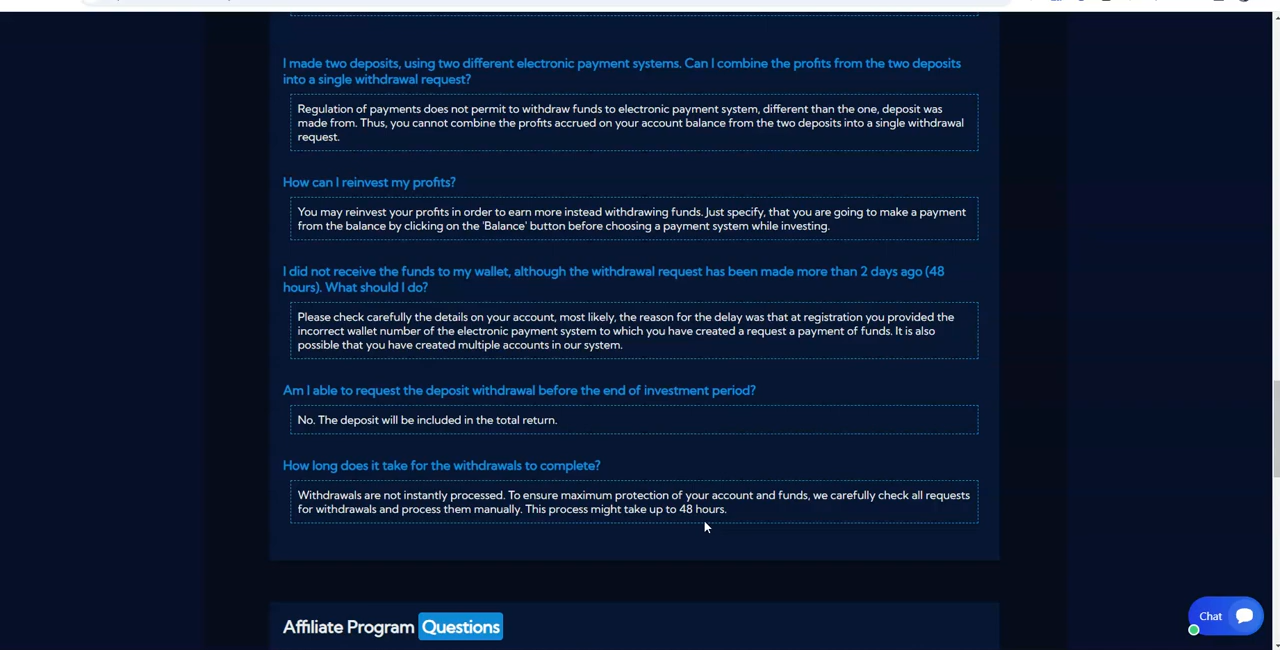 I made two deposits, using two different electronic payment systems. Can I combine the profits from the two deposits
into a single withdrawal request?
Regulation of payments does not permit to withdraw funds to electronic payment system, different than the one, deposit was
made from. Thus, you cannot combine the profits accrued on your account balance from the two deposits into a single withdrawal
request.
How can I reinvest my profits?
You may reinvest your profits in order to earn more instead withdrawing funds. Just specify, that you are going to make a payment
from the balance by clicking on the 'Balance' button before choosing a payment system while investing.
I did not receive the funds to my wallet, although the withdrawal request has been made more than 2 days ago (48
hours). What should I do?
Please check carefully the details on your account, most likely, the reason for the delay was that at registration you provided the
incorrect wallet number of the electronic payment system to which you have created a request a payment of funds. It is also
possible that you have created multiple accounts in our system.
Am I able to request the deposit withdrawal before the end of investment period?
No. The deposit will be included in the total return.
How long does it take for the withdrawals to complete?
Withdrawals are not instantly processed. To ensure maximum protection of your account and funds, we carefully check all requests
for withdrawals and process them manually. This process might take up to 48 hours.
Chat
Affiliate Program Questions